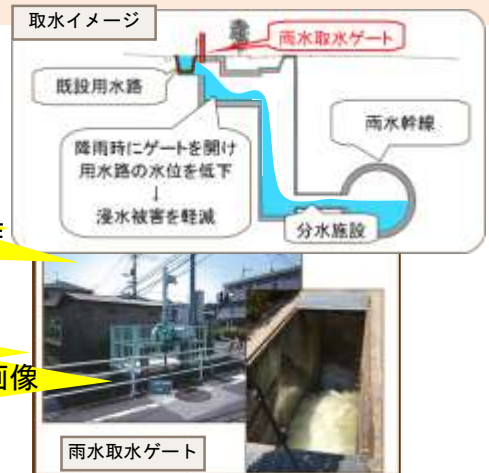 取水イメージ
雨水取水ゲート
既設用水路
雨水幹線
降雨時にゲートを開け
用水路の水位を低下
↓
浸水被害を軽減
分水施設
画像
雨水取水ゲート